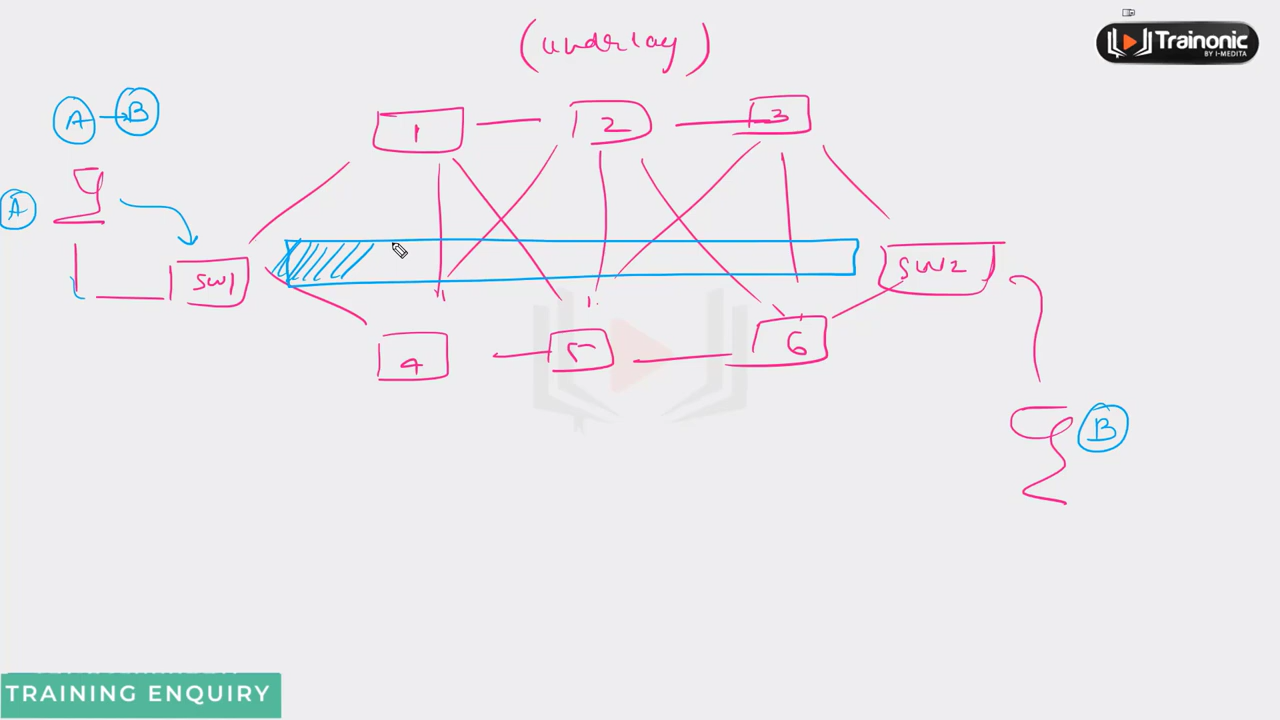 (underlay)
Trainonic
BY I-MEDITA
A → B
1
2
3
A
SW1
SW2
4
5
6
B
TRAINING ENQUIRY